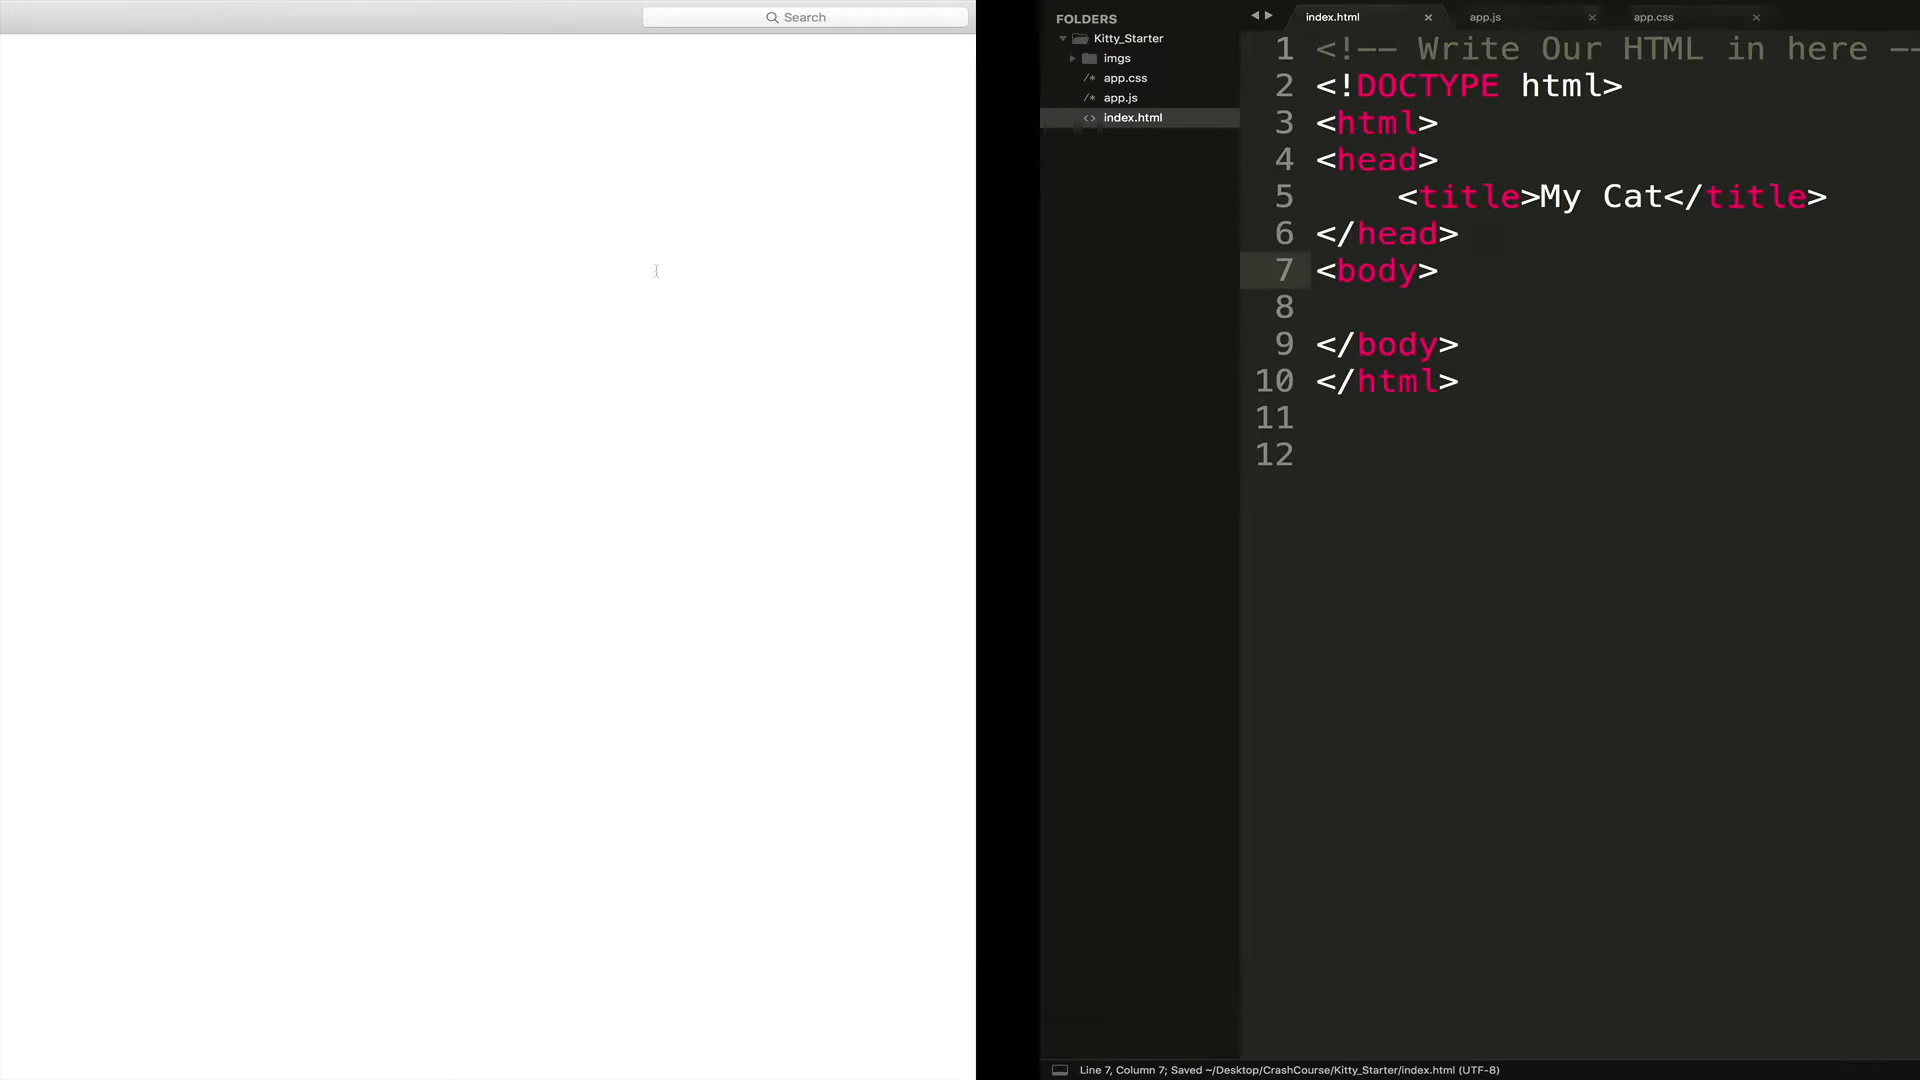 Search
FOLDERS
Kitty_Starter
imgs
/* app.css
/* app.js
<> index.html
index.html × app.js × app.css ×
1 <!-- Write Our HTML in here --
2 <!DOCTYPE html>
3 <html>
4 <head>
5 <title>My Cat</title>
6 </head>
7 <body>
8
9 </body>
10 </html>
11
12
Line 7, Column 7; Saved ~/Desktop/CrashCourse/Kitty_Starter/index.html (UTF-8)